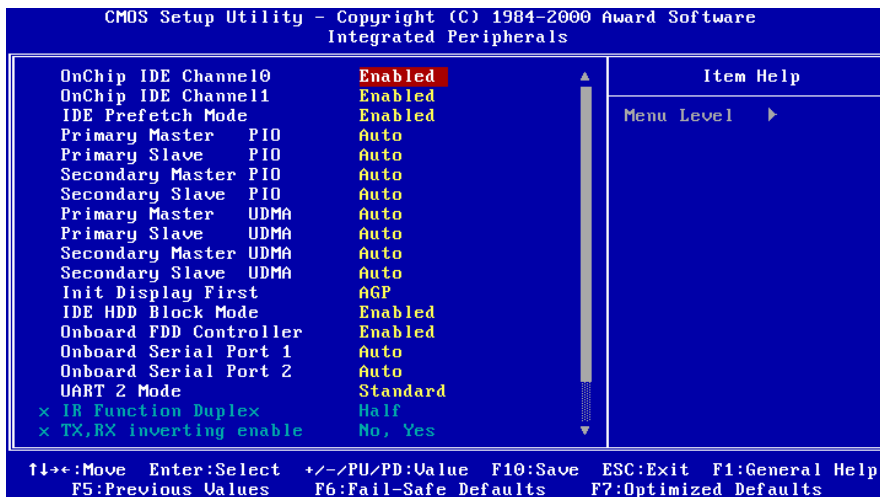 CMOS Setup Utility - Copyright (C) 1984-2000 Award Software
Integrated Peripherals
OnChip IDE Channel0 Enabled
OnChip IDE Channel1 Enabled
IDE Prefetch Mode Enabled
Primary Master PIO Auto
Primary Slave PIO Auto
Secondary Master PIO Auto
Secondary Slave PIO Auto
Primary Master UDMA Auto
Primary Slave UDMA Auto
Secondary Master UDMA Auto
Secondary Slave UDMA Auto
Init Display First AGP
IDE HDD Block Mode Enabled
Onboard FDD Controller Enabled
Onboard Serial Port 1 Auto
Onboard Serial Port 2 Auto
UART 2 Mode Standard
x IR Function Duplex Half
x TX,RX inverting enable No, Yes
Item Help
Menu Level ▶
↑↓→←:Move Enter:Select +/-/PU/PD:Value F10:Save ESC:Exit F1:General Help
F5:Previous Values F6:Fail-Safe Defaults F7:Optimized Defaults